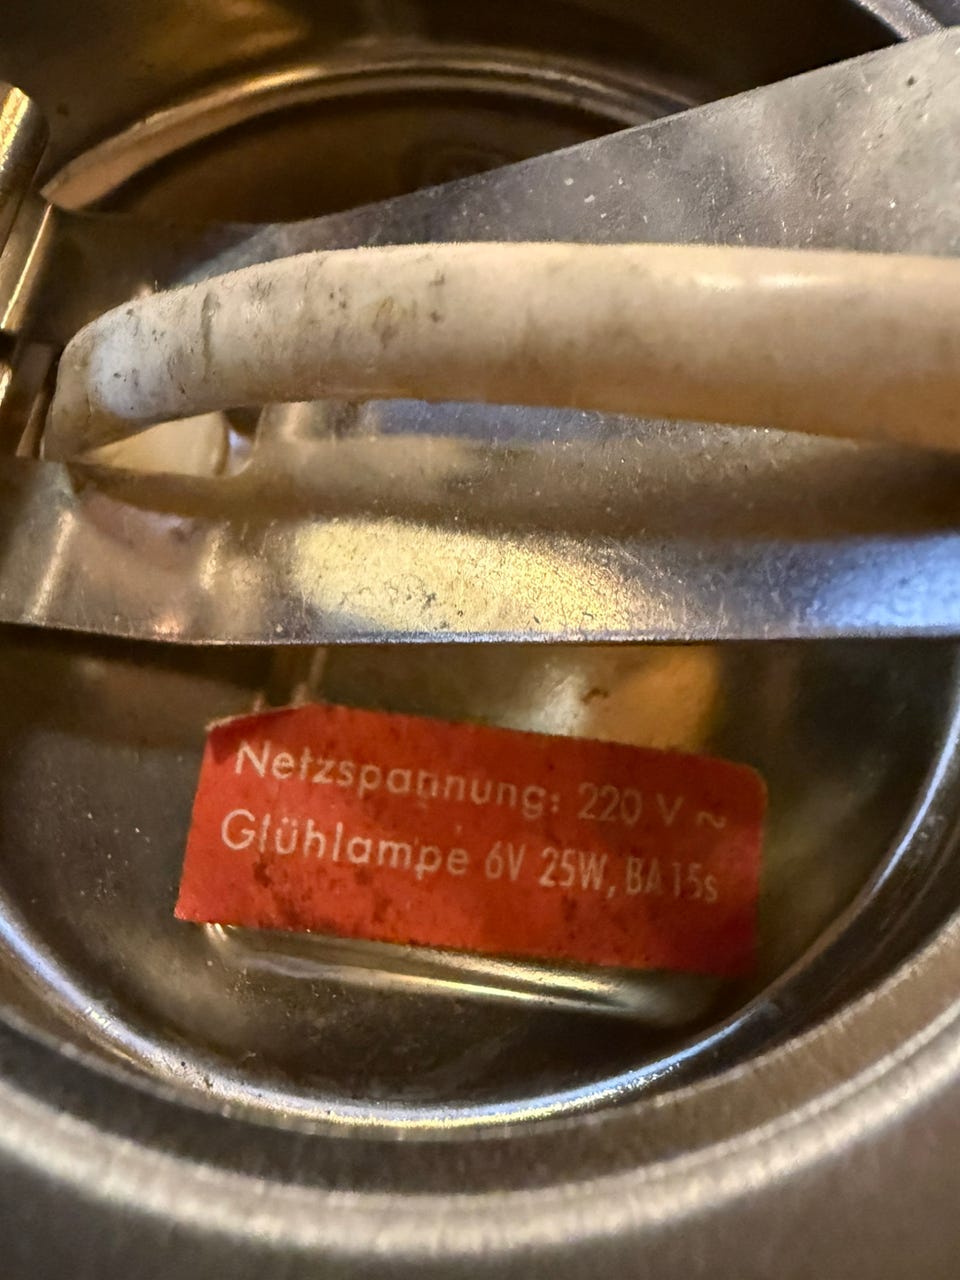 Netzspannung: 220 V ~
Glühlampe 6V 25W, BA 15s